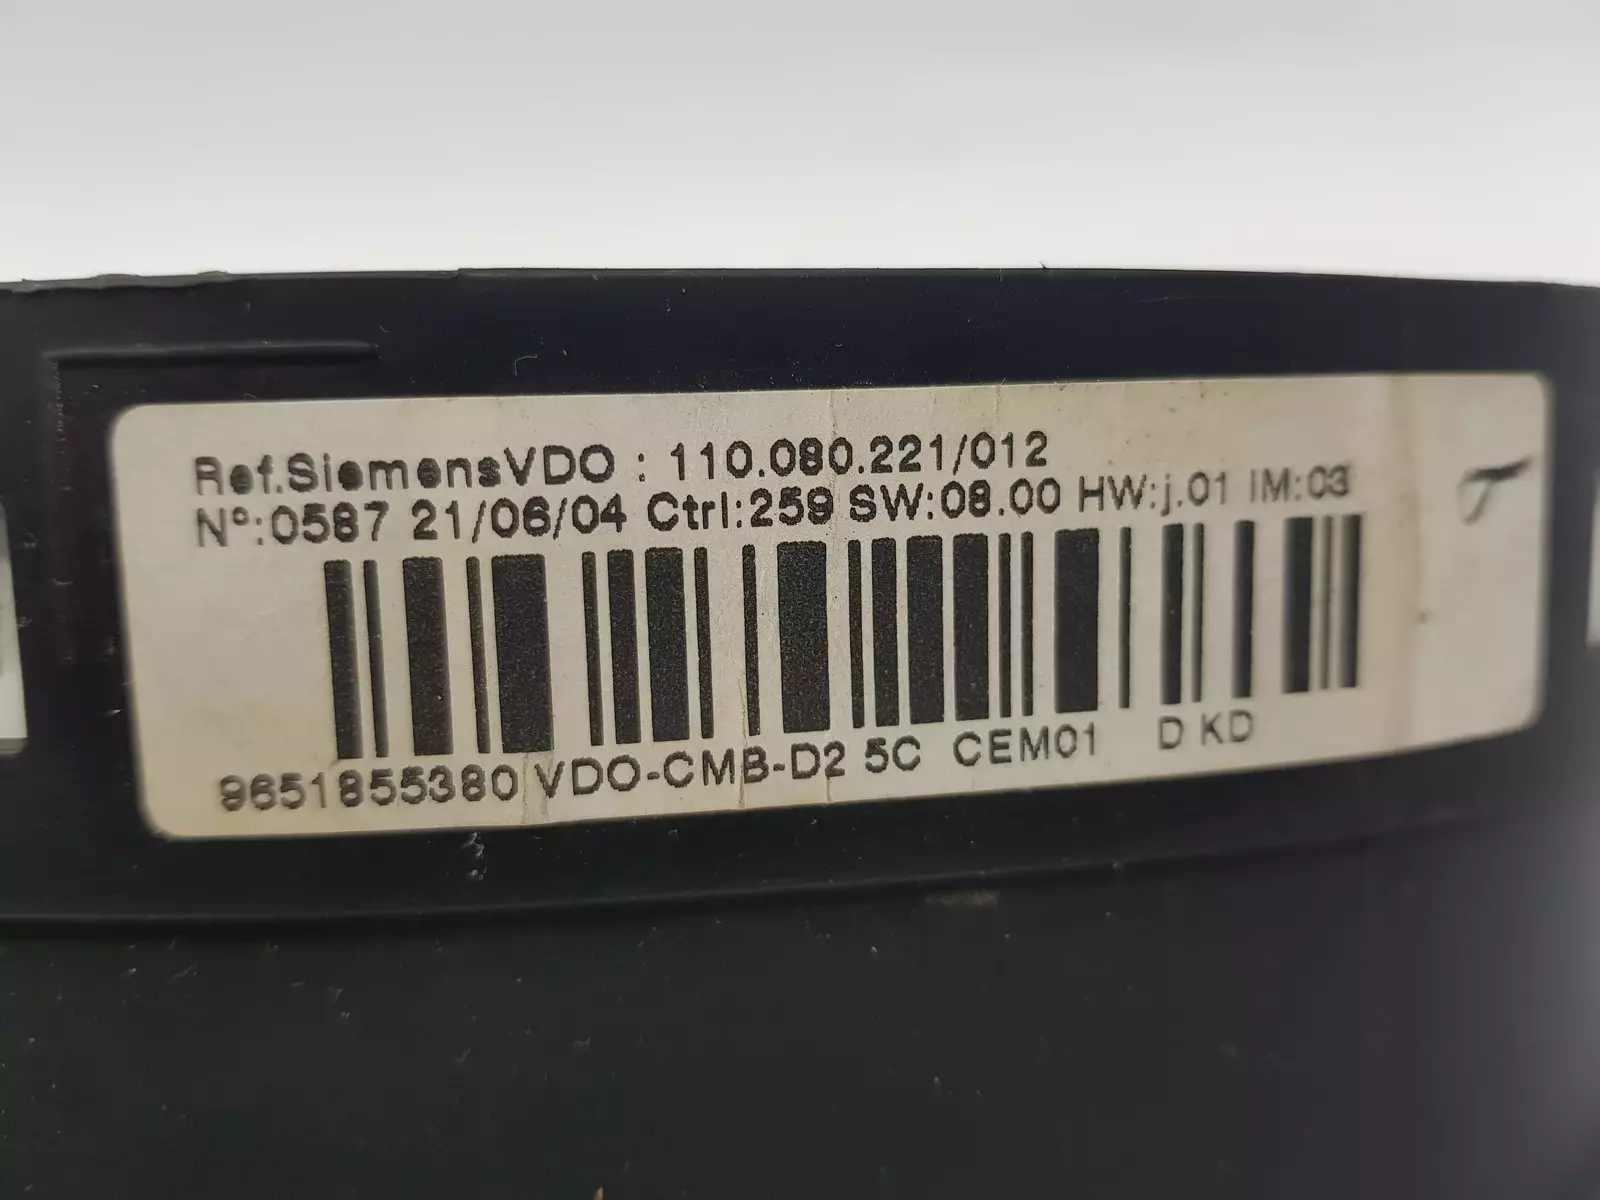 Ref.SiemensVDO : 110.080.221/012
N°:0587 21/06/04 Ctrl:259 SW:08.00 HW:j.01 IM:03
9651855380 VDO-CMB-D2 5C CEM01 D KD